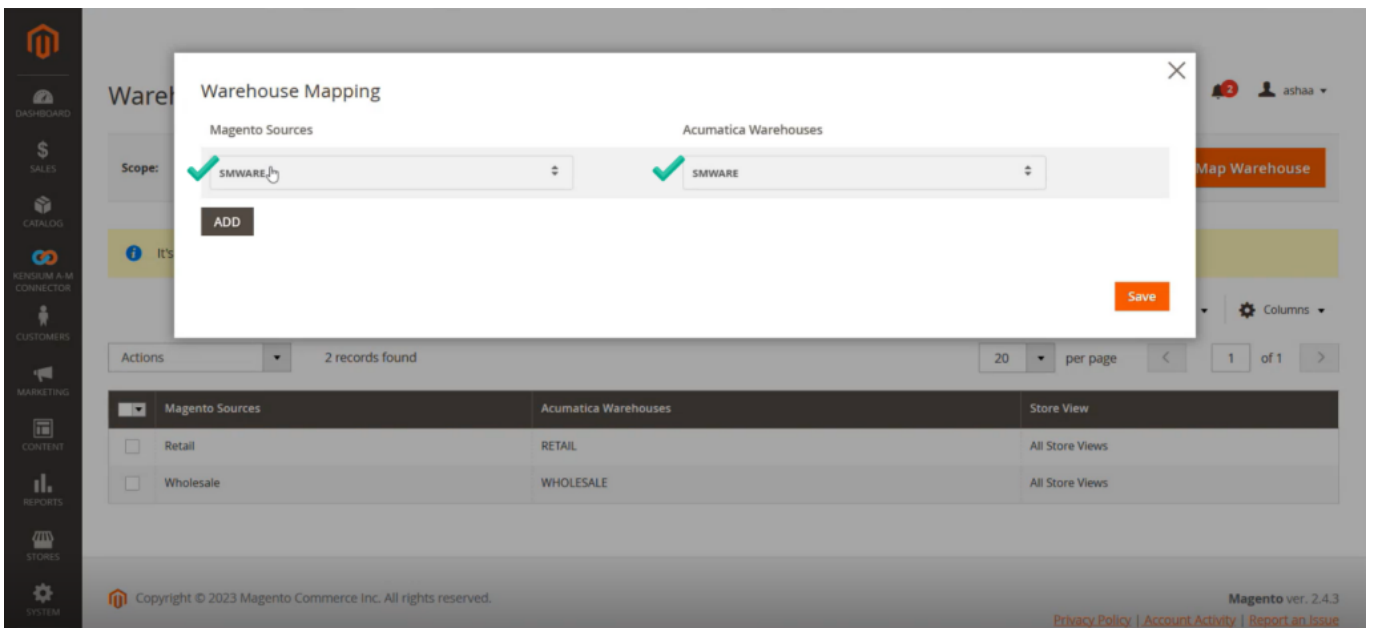 Wareh
Warehouse Mapping
2
ashaa
Magento Sources
Acumatica Warehouses
Scope:
SMWARE
SMWARE
Map Warehouse
ADD
It's
Save
Columns
Actions
2 records found
20
per page
1
of 1
Magento Sources
Acumatica Warehouses
Store View
Retail
RETAIL
All Store Views
Wholesale
WHOLESALE
All Store Views
DASHBOARD
$
SALES
CATALOG
KENSIUM A-M
CONNECTOR
CUSTOMERS
MARKETING
CONTENT
REPORTS
STORES
SYSTEM
Copyright © 2023 Magento Commerce Inc. All rights reserved.
Magento ver. 2.4.3
Privacy Policy | Account Activity | Report an Issue